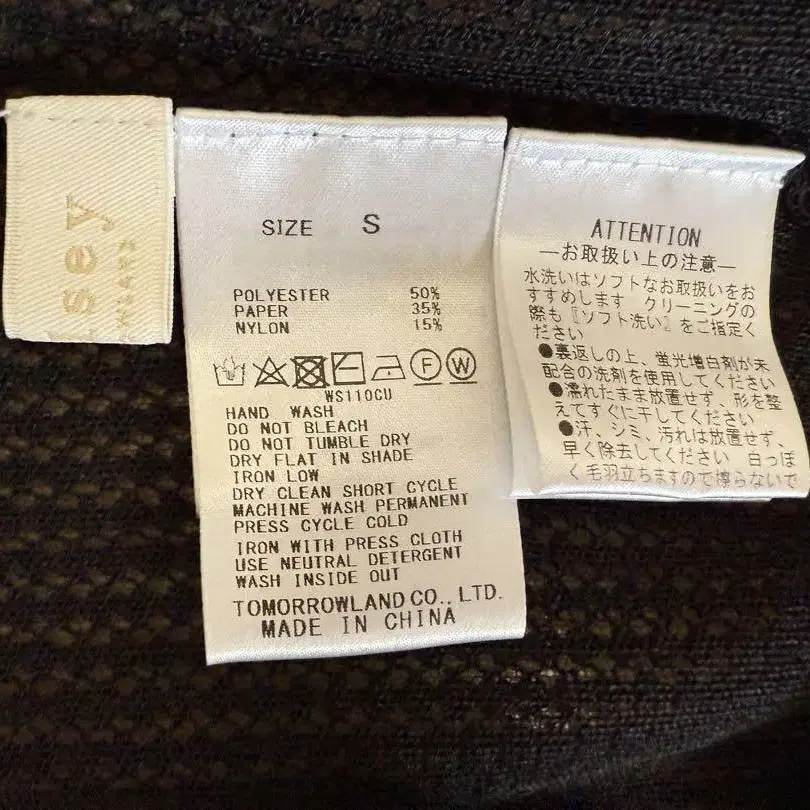 sey
SIZE S
POLYESTER 50%
PAPER 35%
NYLON 15%
F W
WS110CU
HAND WASH
DO NOT BLEACH
DO NOT TUMBLE DRY
DRY FLAT IN SHADE
IRON LOW
DRY CLEAN SHORT CYCLE
MACHINE WASH PERMANENT
PRESS CYCLE COLD
IRON WITH PRESS CLOTH
USE NEUTRAL DETERGENT
WASH INSIDE OUT
TOMORROWLAND CO., LTD.
MADE IN CHINA
ATTENTION
―お取扱い上の注意―
水洗いはソフトなお取扱いをお
すすめします クリーニングの
際も〖ソフト洗い〗をご指定く
ださい
●裏返しの上、蛍光増白剤が未
配合の洗剤を使用してください
●濡れたまま放置せず、形を整
えてすぐに干してください
●汗、シミ、汚れは放置せず、
早く除去してください 白っぽ
く毛羽立ちますので擦らないで